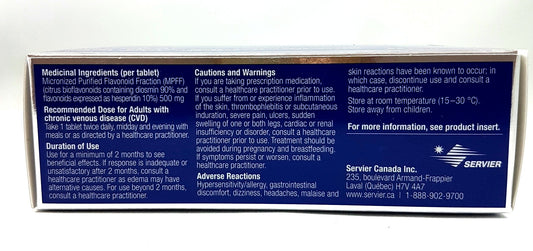 Medicinal Ingredients (per tablet)
Micronized Purified Flavonoid Fraction (MPFF)
(citrus bioflavonoids containing diosmin 90% and
flavonoids expressed as hesperidin 10%) 500 mg
Recommended Dose for Adults with
chronic venous disease (CVD)
Take 1 tablet twice daily, midday and evening with
meals or as directed by a healthcare practitioner.
Duration of Use
Use for a minimum of 2 months to see
beneficial effects. If response is inadequate or
unsatisfactory after 2 months, consult a
healthcare practitioner as edema may have
alternative causes. For use beyond 2 months,
consult a healthcare practitioner.
Cautions and Warnings
If you are taking prescription medication,
consult a healthcare practitioner prior to use.
If you suffer from or experience inflammation
of the skin, thrombophlebitis or subcutaneous
induration, severe pain, ulcers, sudden
swelling of one or both legs, cardiac or renal
insufficiency or disorder, consult a healthcare
practitioner prior to use. Treatment should be
avoided during pregnancy and breastfeeding.
If symptoms persist or worsen, consult a
healthcare practitioner.
Adverse Reactions
Hypersensitivity/allergy, gastrointestinal
discomfort, dizziness, headaches, malaise and
skin reactions have been known to occur; in
which case, discontinue use and consult a
healthcare practitioner.
Store at room temperature (15–30 °C).
Store away from children.
For more information, see product insert.
SERVIER
Servier Canada Inc.
235, boulevard Armand-Frappier
Laval (Québec) H7V 4A7
www.servier.ca | 1-888-902-9700